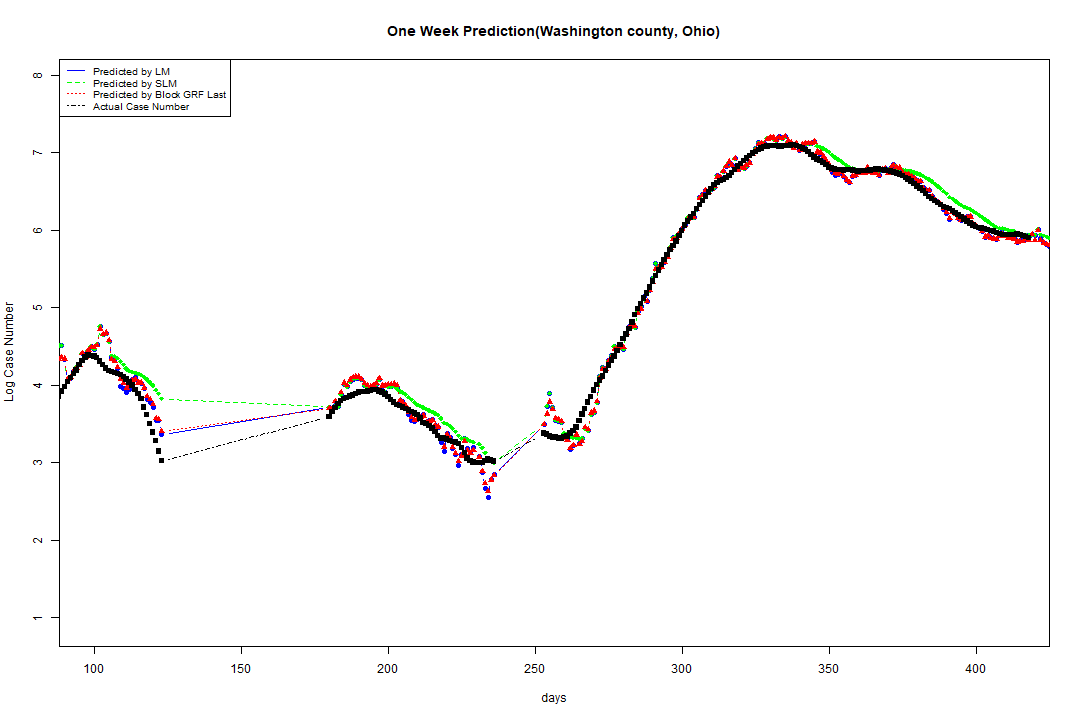 One Week Prediction(Washington county, Ohio)
Predicted by LM
Predicted by SLM
Predicted by Block GRF Last
Actual Case Number
8
7
6
5
4
3
2
1
Log Case Number
100 150 200 250 300 350 400
days